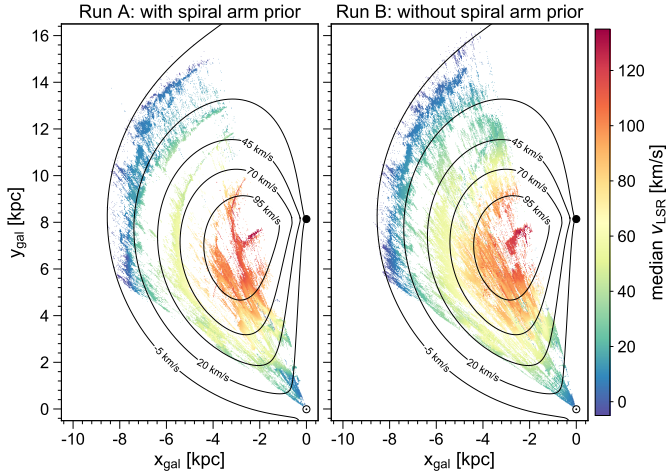 Run A: with spiral arm prior
Run B: without spiral arm prior
16
14
12
10
8
6
4
2
0
y_gal [kpc]
45 km/s
70 km/s
95 km/s
20 km/s
-5 km/s
45 km/s
70 km/s
95 km/s
20 km/s
-5 km/s
120
100
80
60
40
20
0
median v_LSR [km/s]
-10 -8 -6 -4 -2 0
-10 -8 -6 -4 -2 0
x_gal [kpc]
x_gal [kpc]